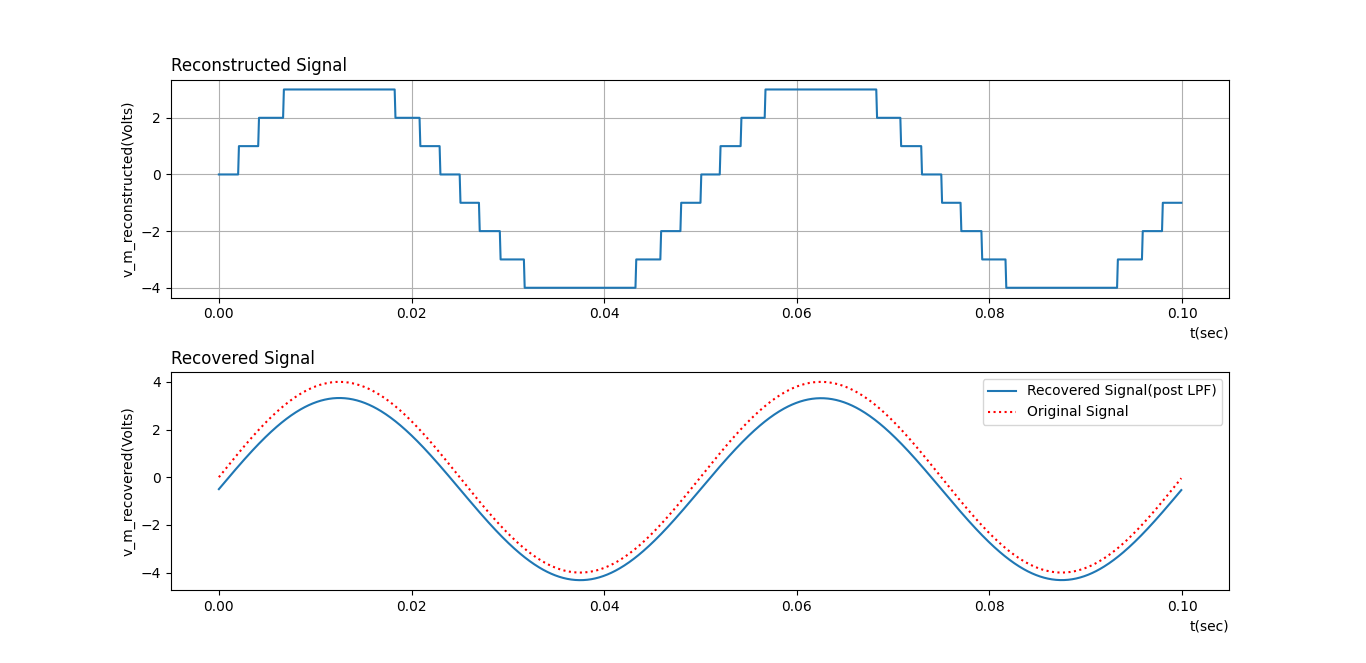 Reconstructed Signal
v_m_reconstructed(Volts)
2
0
−2
−4
0.00 0.02 0.04 0.06 0.08 0.10
t(sec)
Recovered Signal
v_m_recovered(Volts)
4
2
0
−2
−4
Recovered Signal(post LPF)
Original Signal
0.00 0.02 0.04 0.06 0.08 0.10
t(sec)